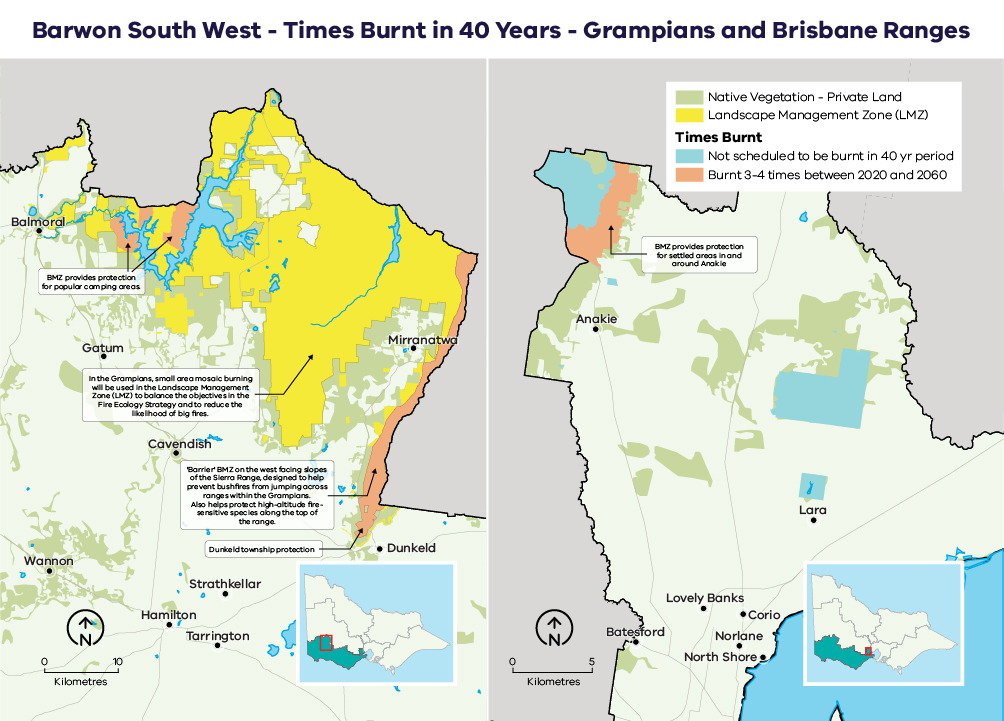 Barwon South West - Times Burnt in 40 Years - Grampians and Brisbane Ranges
Native Vegetation - Private Land
Landscape Management Zone (LMZ)
Times Burnt
Not scheduled to be burnt in 40 yr period
Burnt 3-4 times between 2020 and 2060
Balmoral
BMZ provides protection
for popular camping areas.
Gatum
Mirranatwa
In the Grampians, small area mosaic burning
will be used in the Landscape Management
Zone (LMZ) to balance the objectives in the
Fire Ecology Strategy and to reduce the
likelihood of big fires.
Cavendish
'Barrier' BMZ on the west facing slopes
of the Sierra Range, designed to help
prevent bushfires from jumping across
ranges within the Grampians.
Also helps protect high-altitude fire-
sensitive species along the top of
the range.
Dunkeld township protection
Dunkeld
Wannon
Strathkellar
Hamilton
Tarrington
N
0 10
Kilometres
BMZ provides protection
for settled areas in and
around Anakie
Anakie
Lara
Lovely Banks
Corio
Batesford
Norlane
North Shore
N
0 5
Kilometres